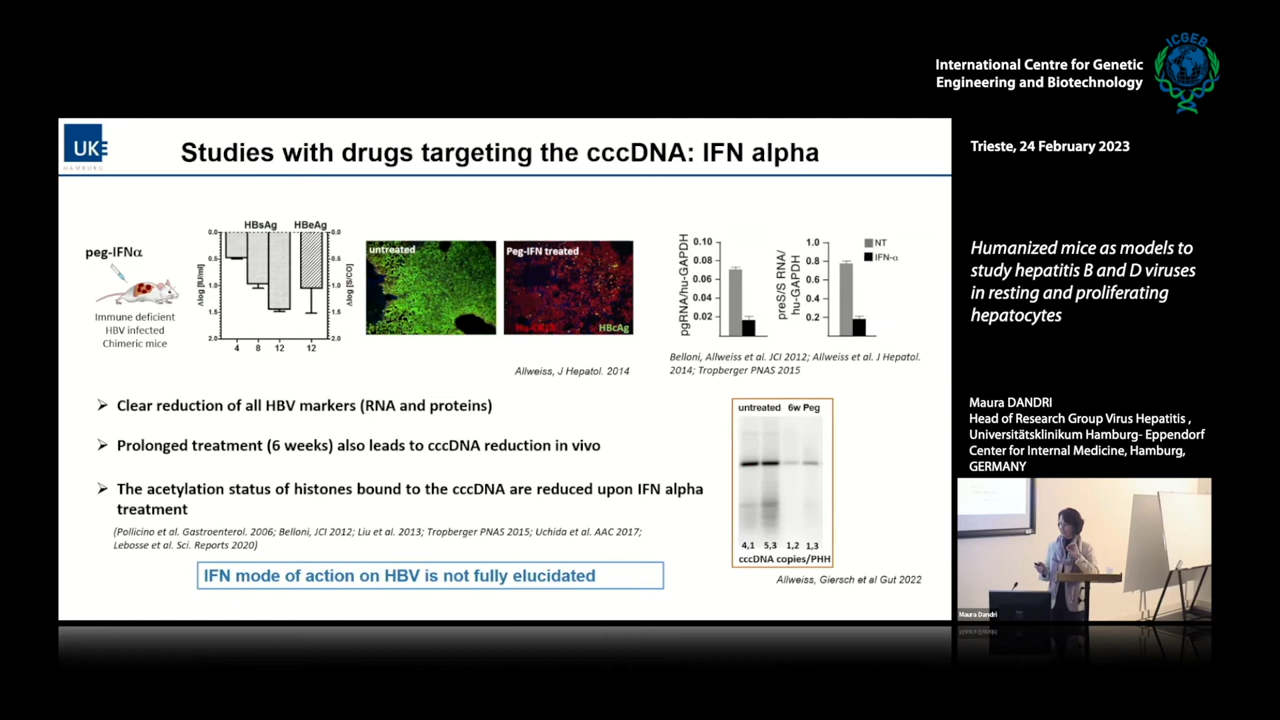 International Centre for Genetic
Engineering and Biotechnology
ICGEB
Trieste, 24 February 2023
Humanized mice as models to
study hepatitis B and D viruses
in resting and proliferating
hepatocytes
Maura DANDRI
Head of Research Group Virus Hepatitis ,
Universitätsklinikum Hamburg- Eppendorf
Center for Internal Medicine, Hamburg,
GERMANY
Maura Dandri
UKE
HAMBURG
Studies with drugs targeting the cccDNA: IFN alpha
peg-IFNα
Immune deficient
HBV infected
Chimeric mice
HBsAg HBeAg
Δlog [IU/ml]
0.0
0.5
1.0
1.5
2.0
4 8 12 12
0.0
0.5
1.0
1.5
2.0
Δlog [S/CO]
untreated
Peg-IFN treated
Hu-CK18
HBcAg
Allweiss, J Hepatol. 2014
pgRNA/hu-GAPDH
0.10
0.08
0.06
0.04
0.02
preS/S RNA/
hu-GAPDH
1.0
0.8
0.6
0.4
0.2
NT
IFN-α
Belloni, Allweiss et al. JCI 2012; Allweiss et al. J Hepatol.
2014; Tropberger PNAS 2015
Clear reduction of all HBV markers (RNA and proteins)
Prolonged treatment (6 weeks) also leads to cccDNA reduction in vivo
The acetylation status of histones bound to the cccDNA are reduced upon IFN alpha
treatment
(Pollicino et al. Gastroenterol. 2006; Belloni, JCI 2012; Liu et al. 2013; Tropberger PNAS 2015; Uchida et al. AAC 2017;
Lebosse et al. Sci. Reports 2020)
IFN mode of action on HBV is not fully elucidated
untreated 6w Peg
4,1 5,3 1,2 1,3
cccDNA copies/PHH
Allweiss, Giersch et al Gut 2022